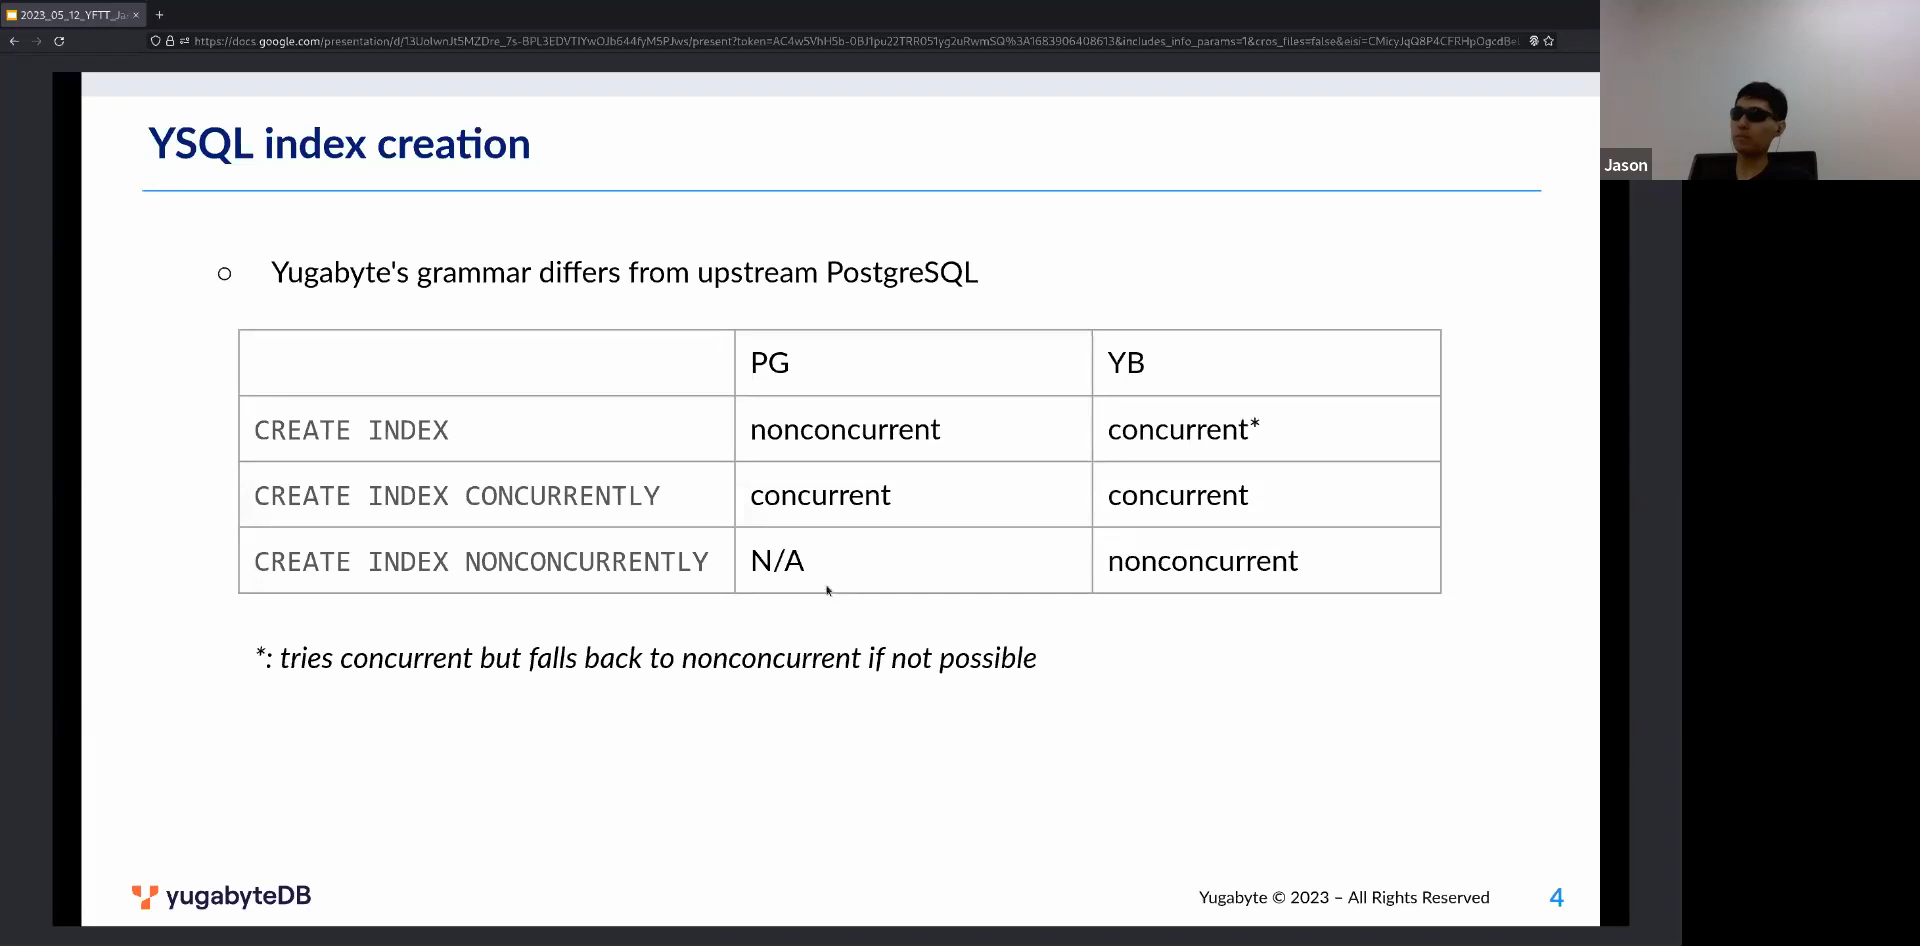 2023_05_12_YFTT_Ja
YSQL index creation
Jason
Yugabyte's grammar differs from upstream PostgreSQL
PG YB
CREATE INDEX nonconcurrent concurrent*
CREATE INDEX CONCURRENTLY concurrent concurrent
CREATE INDEX NONCONCURRENTLY N/A nonconcurrent
*: tries concurrent but falls back to nonconcurrent if not possible
yugabyteDB
Yugabyte © 2023 – All Rights Reserved 4